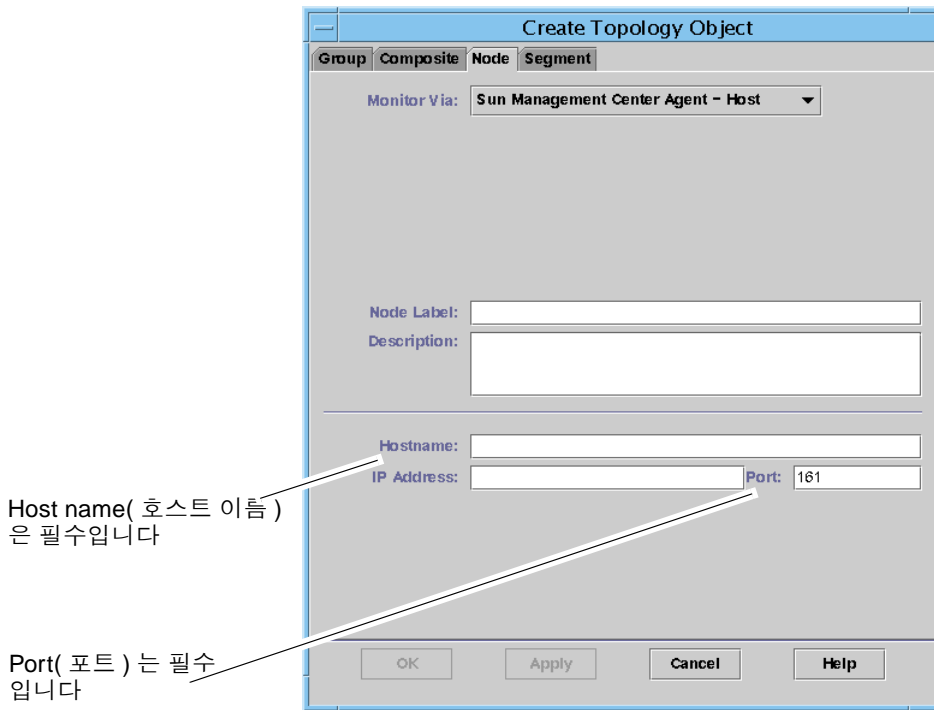 Create Topology Object
Group Composite Node Segment
Monitor Via: Sun Management Center Agent - Host
Node Label:
Description:
Hostname:
IP Address: Port: 161
Host name( 호스트 이름 )
은 필수입니다
Port( 포트 ) 는 필수
입니다
OK Apply Cancel Help